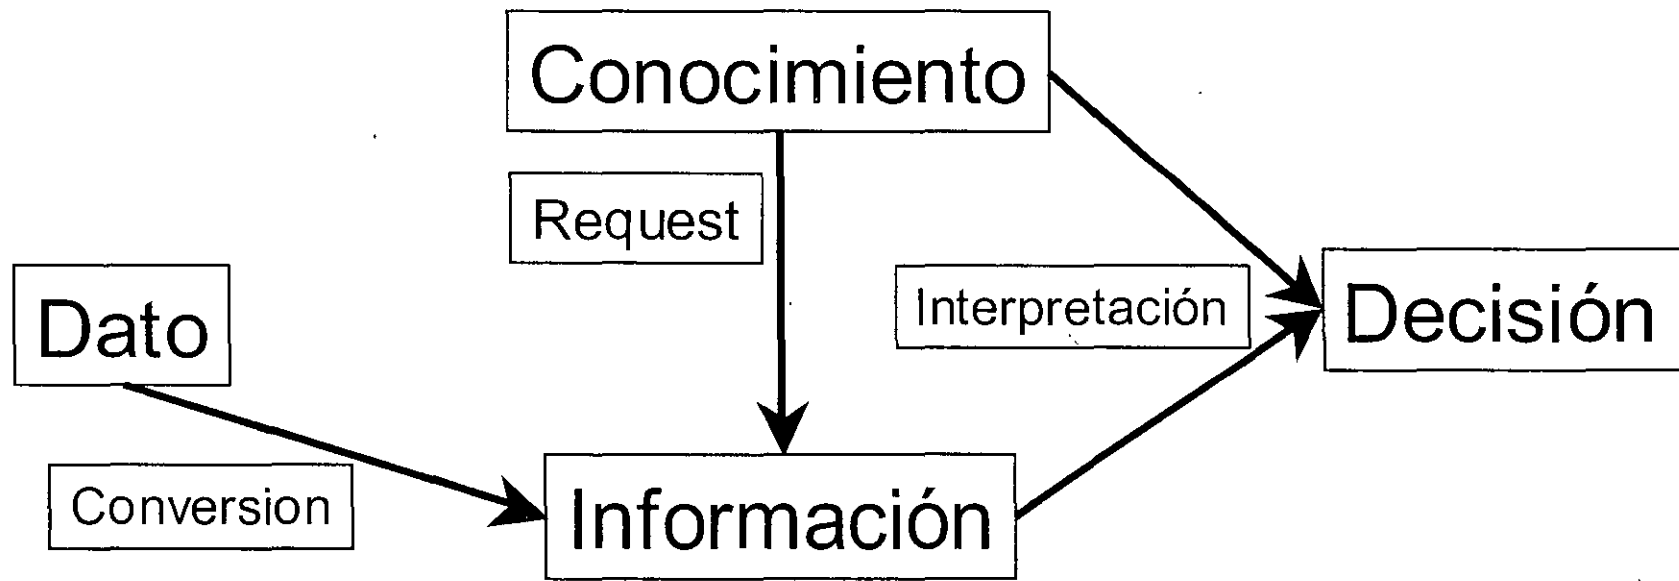 Conocimiento
Request
Dato
Interpretación
Decisión
Conversion
Información